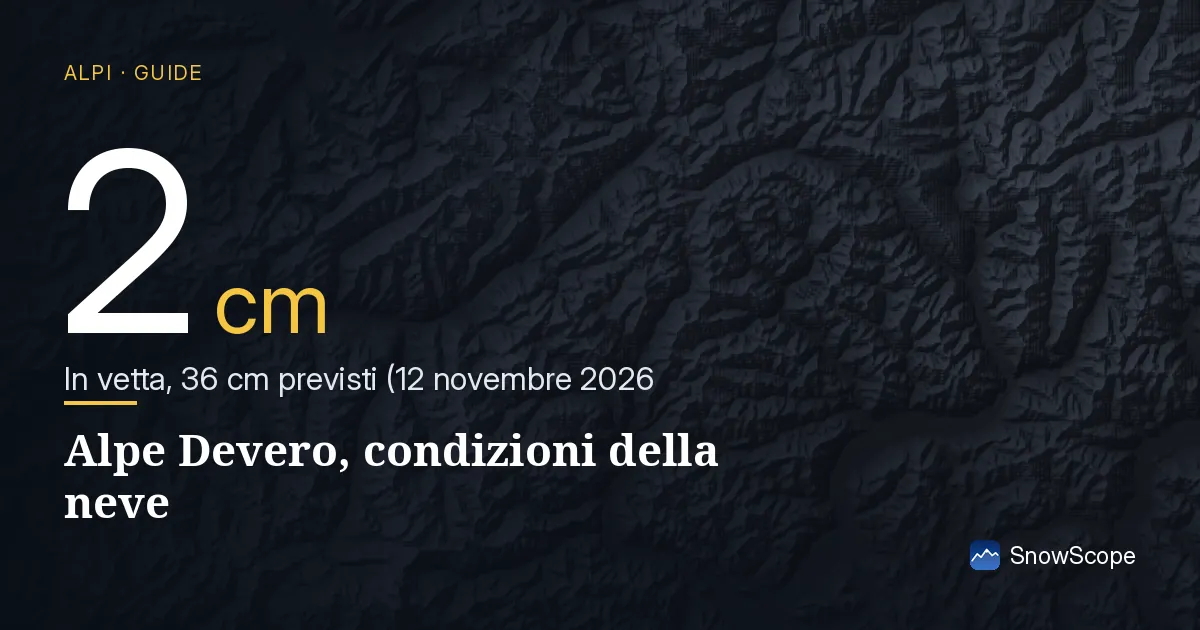 ALPI · GUIDE
2 cm
In vetta, 36 cm previsti (12 novembre 2026
Alpe Devero, condizioni della
neve
SnowScope